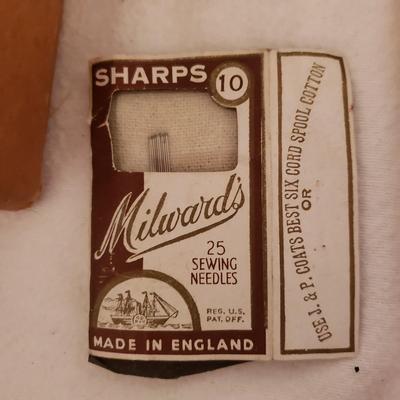 SHARPS 10
Milward's
25
SEWING
NEEDLES
REG. U.S.
PAT. OFF.
MADE IN ENGLAND
USE J. & P. COATS BEST SIX CORD SPOOL COTTON
OR